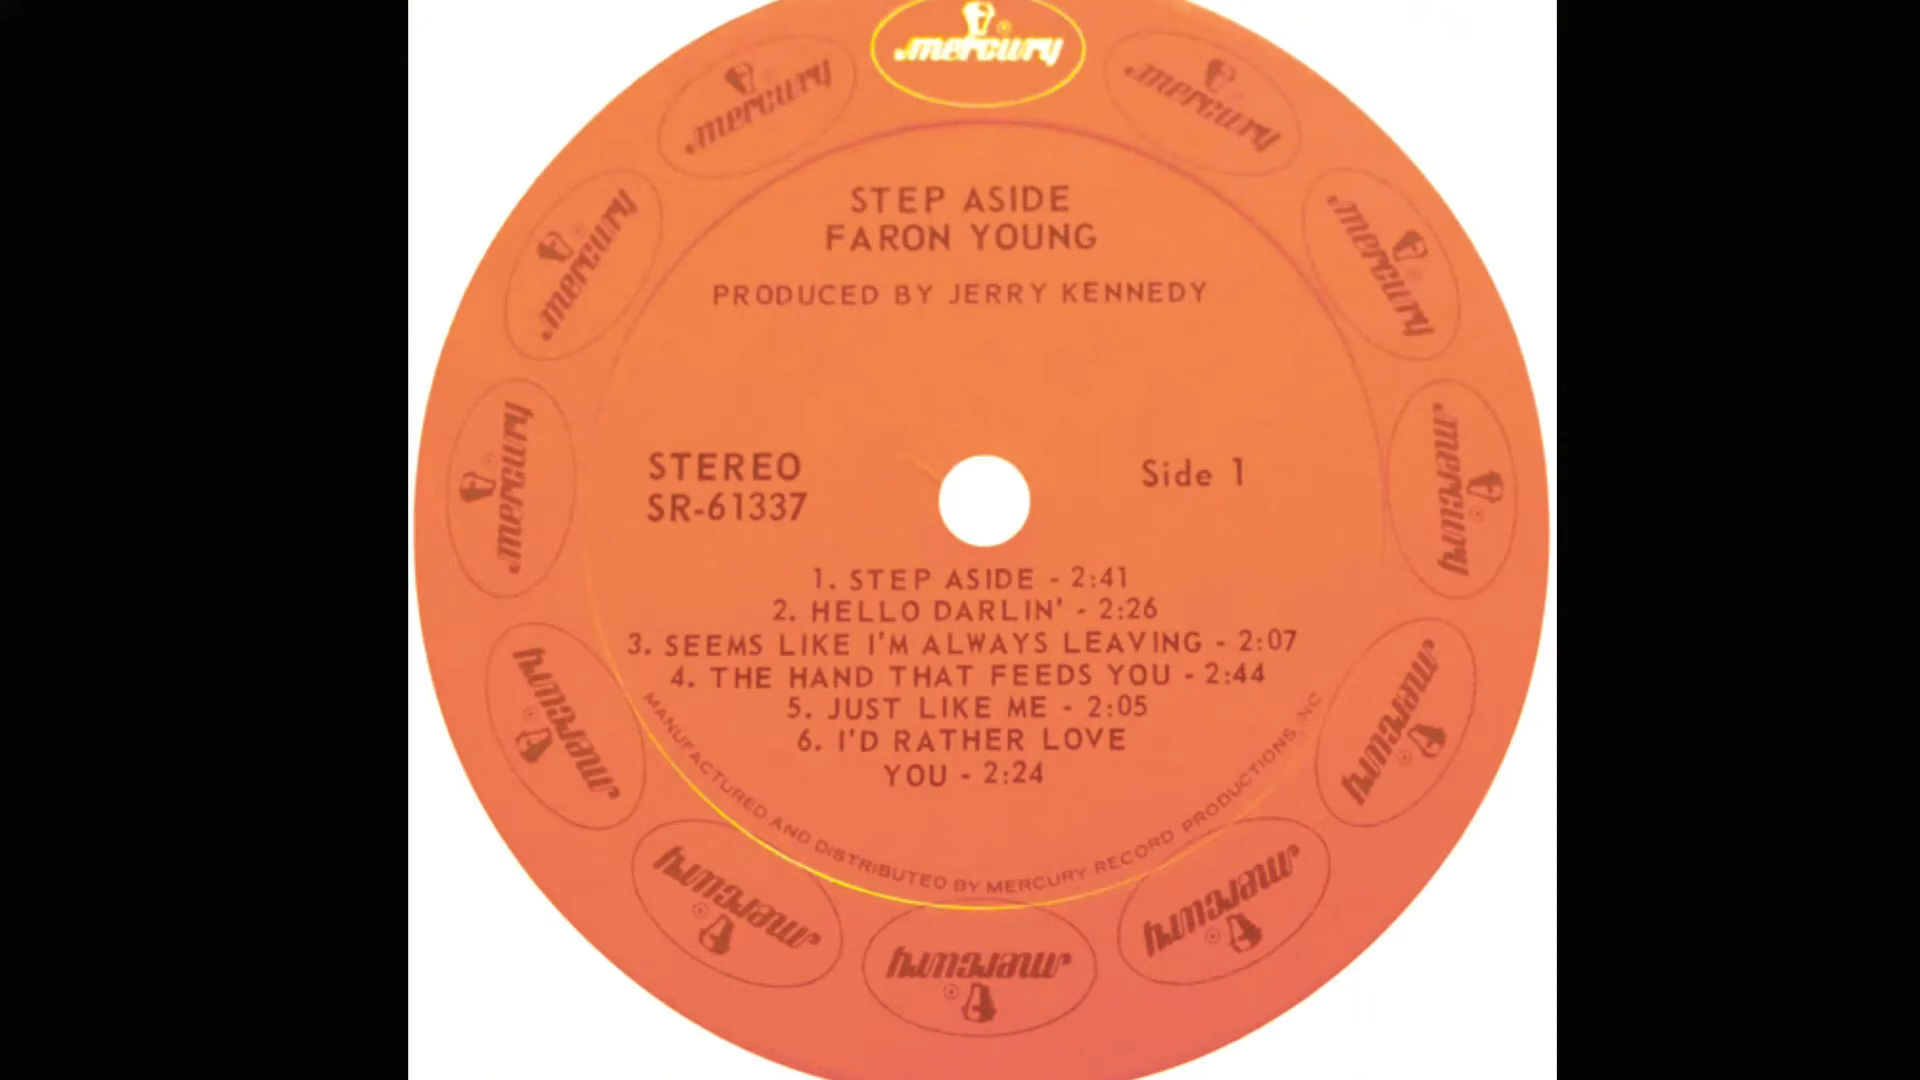 mercury
mercury
mercury
STEP ASIDE
FARON YOUNG
PRODUCED BY JERRY KENNEDY
mercury
mercury
STEREO
SR-61337
Side 1
mercury
mercury
1. STEP ASIDE - 2:41
2. HELLO DARLIN' - 2:26
3. SEEMS LIKE I'M ALWAYS LEAVING - 2:07
4. THE HAND THAT FEEDS YOU - 2:44
5. JUST LIKE ME - 2:05
6. I'D RATHER LOVE
YOU - 2:24
MANUFACTURED AND DISTRIBUTED BY MERCURY RECORD PRODUCTIONS, INC
mercury
mercury
mercury
mercury
mercury